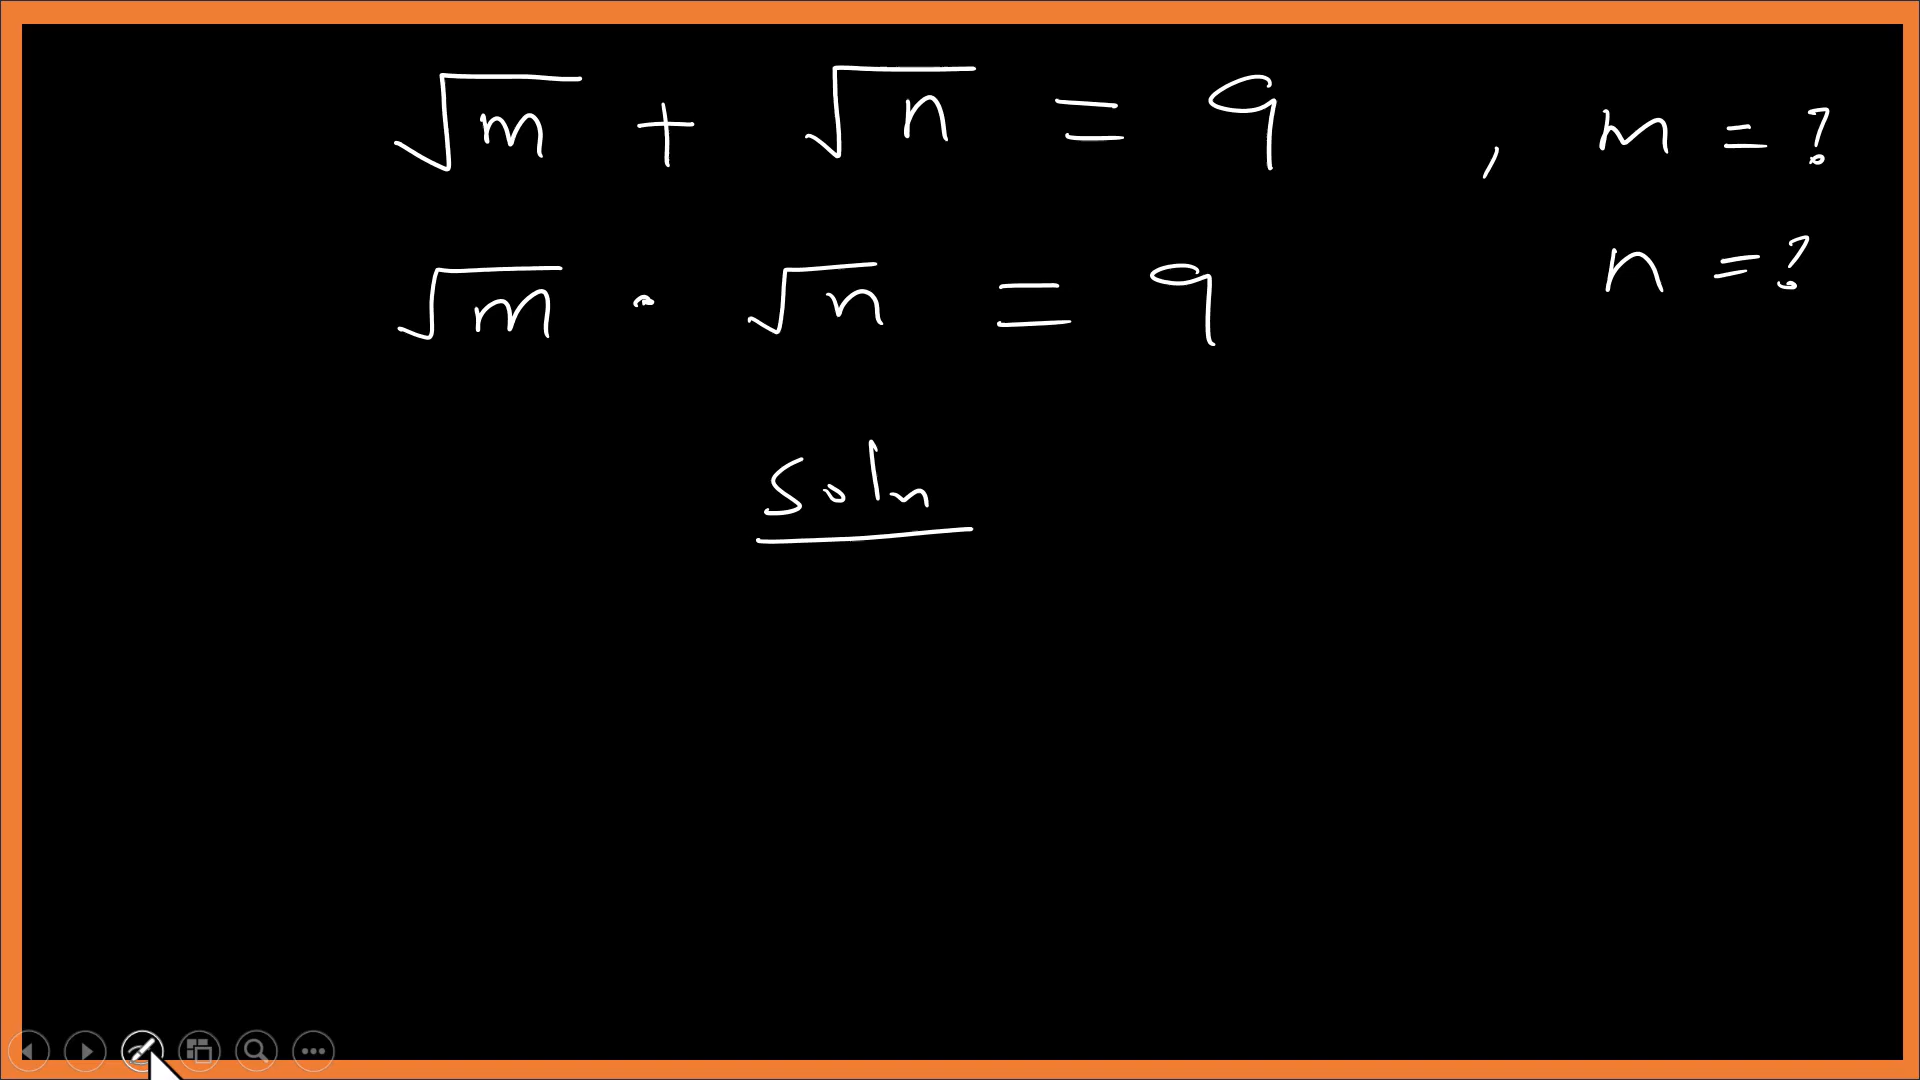 √m + √n = 9 , m = ?
√m · √n = 9 n = ?
Soln